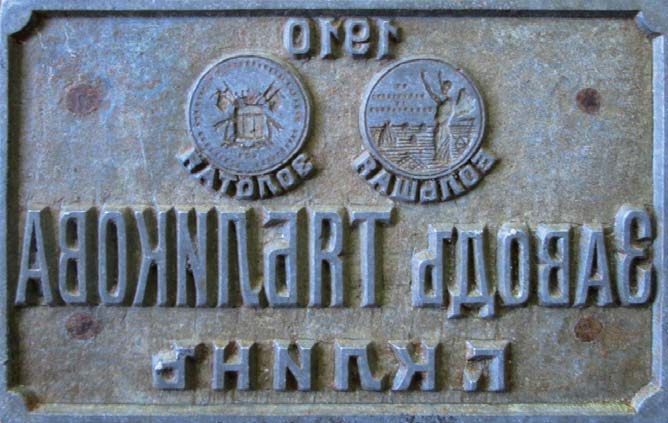 1910
БОЛЬШАЯ ЗОЛОТАЯ
ЗАВОДЪ ТЯБЛИКОВА
Г. КЛИНЪ